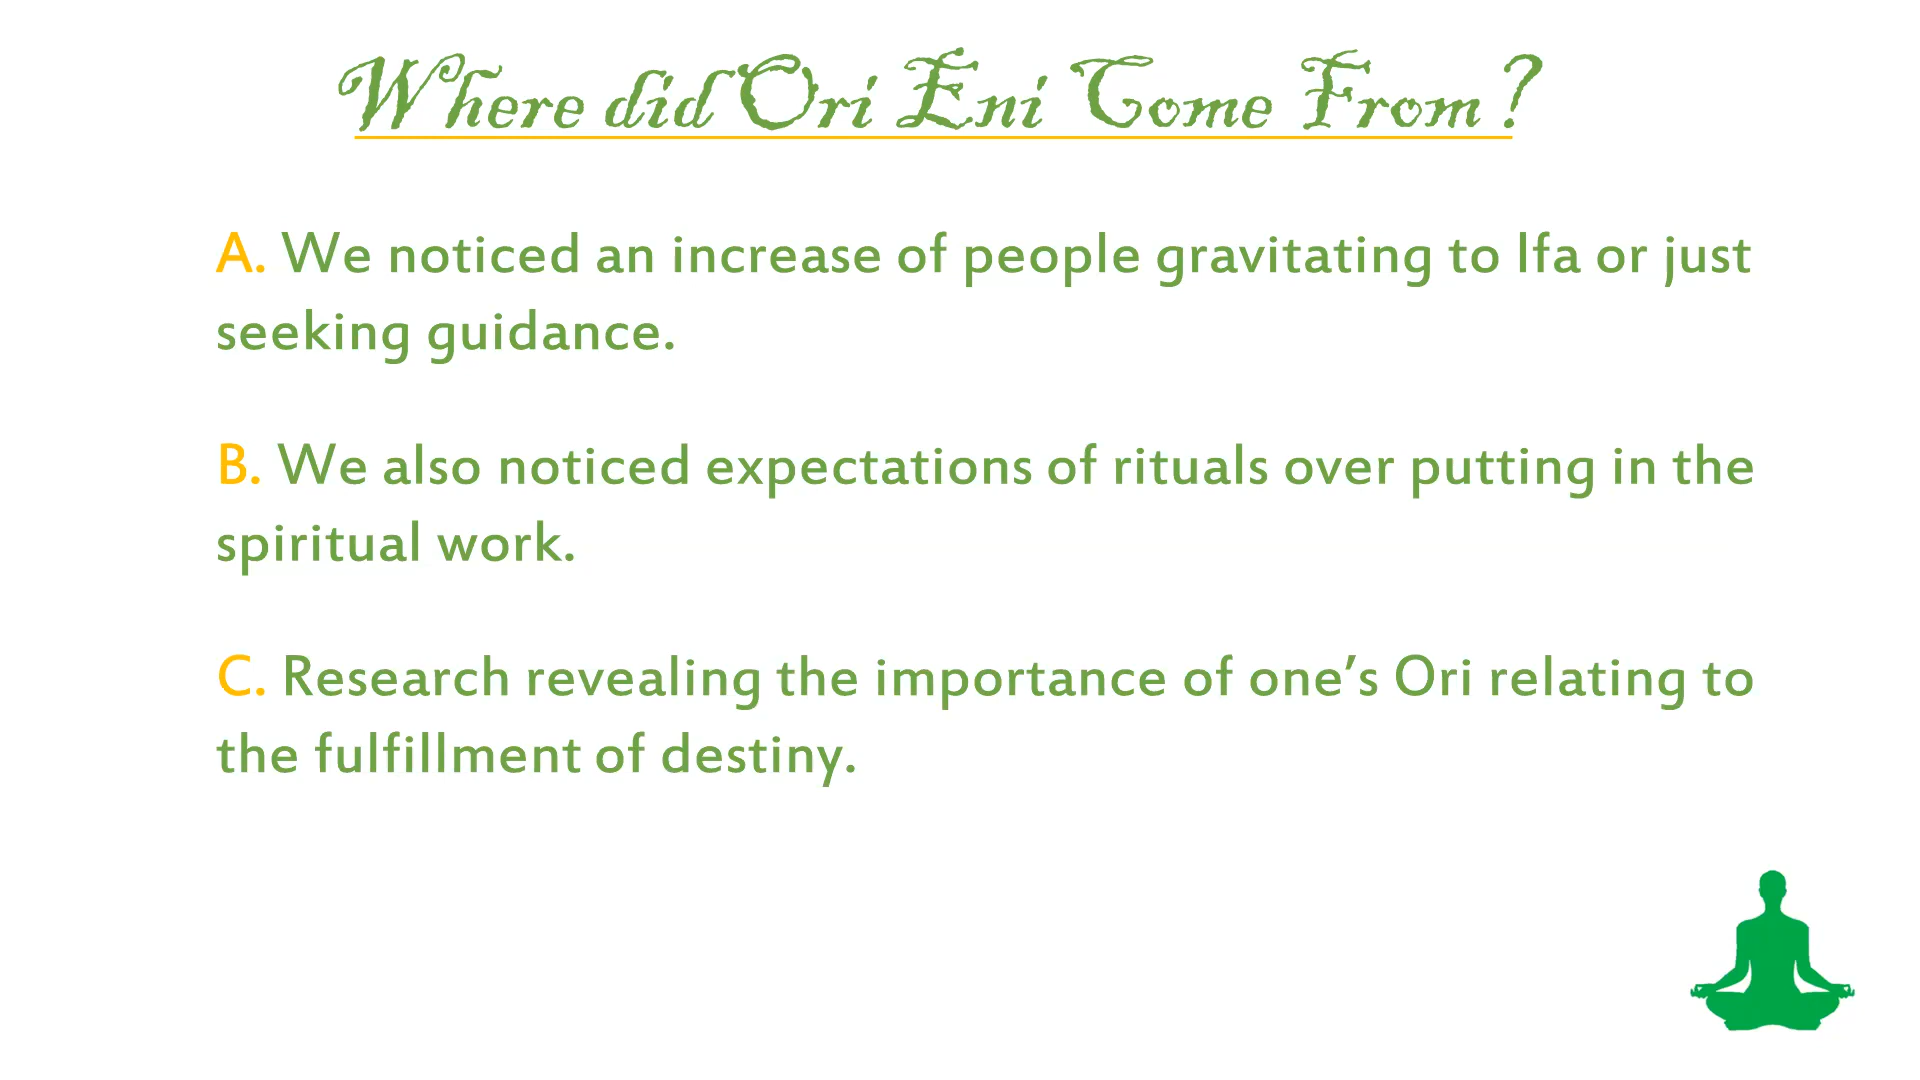 Where did Ori Eni Come From?
A. We noticed an increase of people gravitating to Ifa or just
seeking guidance.
B. We also noticed expectations of rituals over putting in the
spiritual work.
C. Research revealing the importance of one’s Ori relating to
the fulfillment of destiny.